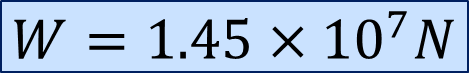 W = 1.45 × 10⁷ N